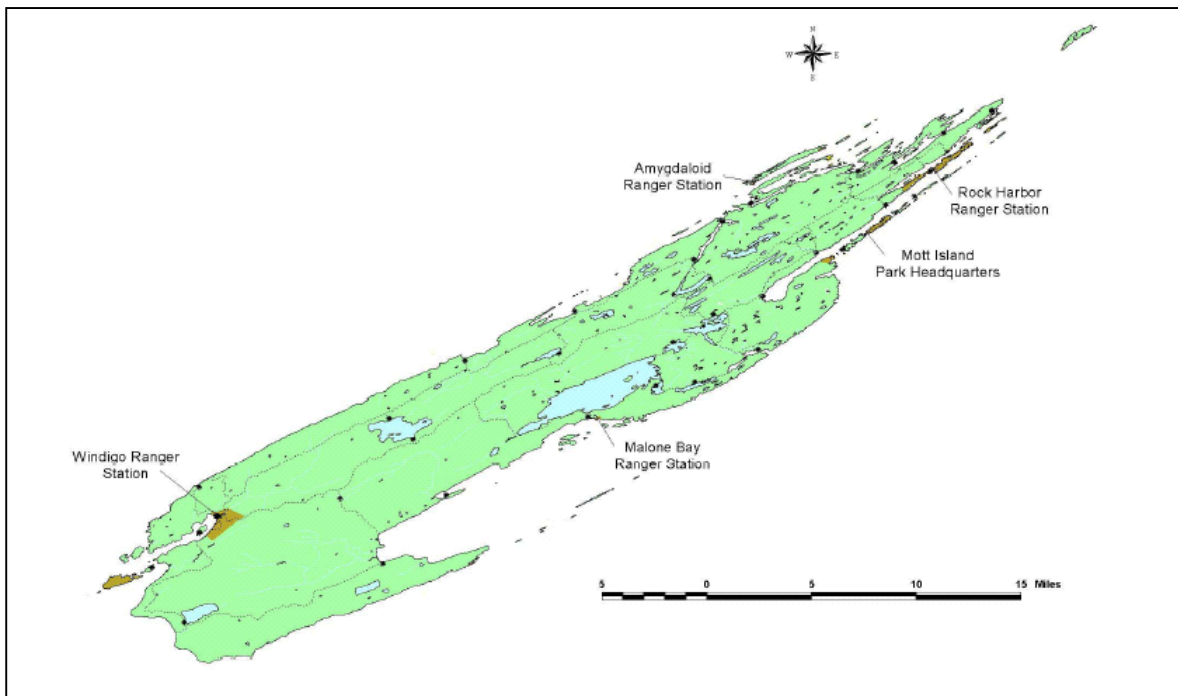 N
W E
S
Amygdaloid
Ranger Station
Rock Harbor
Ranger Station
Mott Island
Park Headquarters
Windigo Ranger
Station
Malone Bay
Ranger Station
5 0 5 10 15 Miles